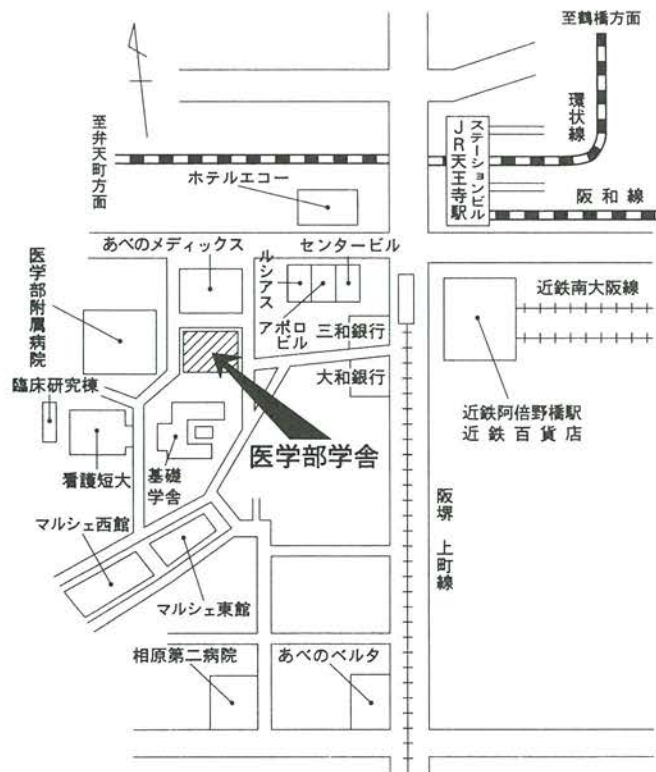 至鶴橋方面
環状線
至弁天町方面
ステーションビル
JR天王寺駅
ホテルエコー
阪和線
あべのメディックス
ルシアス
センタービル
医学部附属病院
近鉄南大阪線
アポロビル
三和銀行
大和銀行
臨床研究棟
近鉄阿倍野橋駅
近鉄百貨店
医学部学舎
看護短大
基礎学舎
マルシェ西館
阪堺 上町線
マルシェ東館
相原第二病院
あべのベルタ